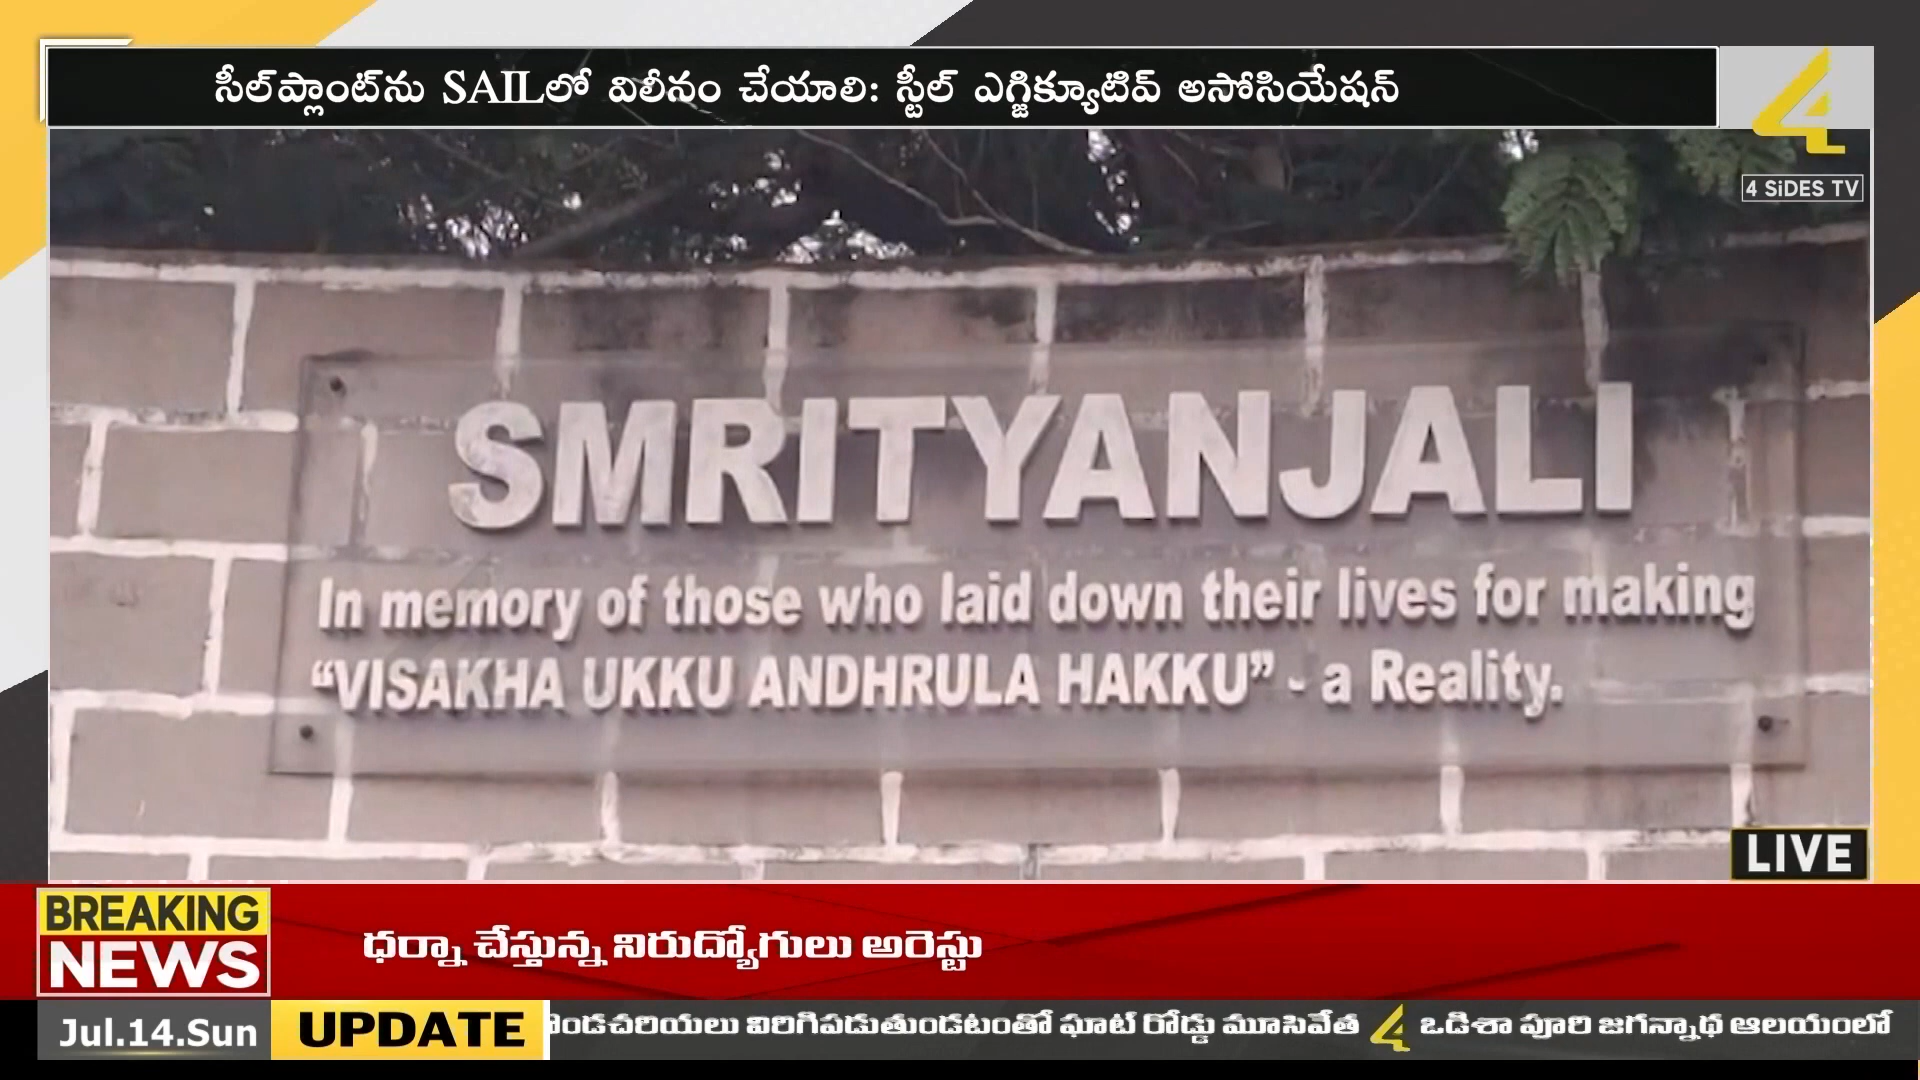 సీల్‌ప్లాంట్‌ను SAILలో విలీనం చేయాలి: స్టీల్ ఎగ్జిక్యూటివ్ అసోసియేషన్
4
4 SiDES TV
SMRITYANJALI
In memory of those who laid down their lives for making
“VISAKHA UKKU ANDHRULA HAKKU” - a Reality.
LIVE
BREAKING
NEWS
ధర్నా చేస్తున్న నిరుద్యోగులు అరెస్టు
Jul.14.Sun
UPDATE
విరిగిపడుతుండటంతో ఘాట్ రోడ్డు మూసివేత 4 ఒడిశా పూరి జగన్నాథ ఆలయంలో